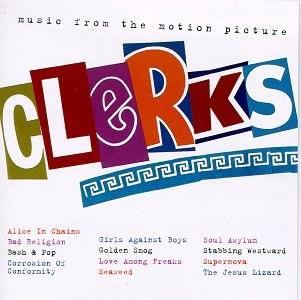 music from the motion picture
CLeRKS
Alice In Chains
Bad Religion
Bash & Pop
Corrosion Of
Conformity
Girls Against Boys
Golden Smog
Love Among Freaks
Seaweed
Soul Asylum
Stabbing Westward
Supernova
The Jesus Lizard